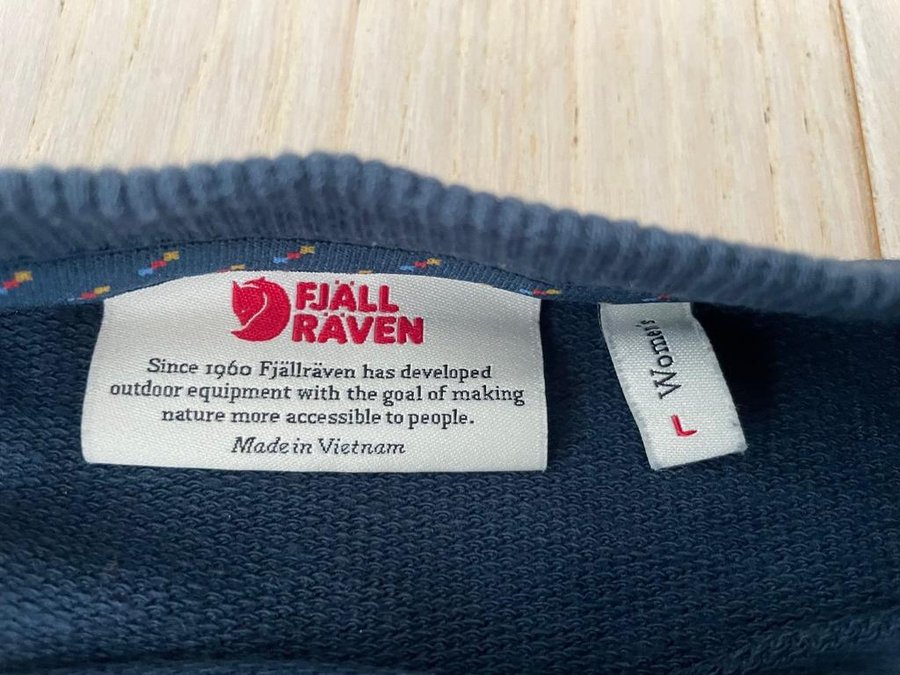 FJÄLL
RÄVEN
Since 1960 Fjällräven has developed
outdoor equipment with the goal of making
nature more accessible to people.
Made in Vietnam
Women's
L